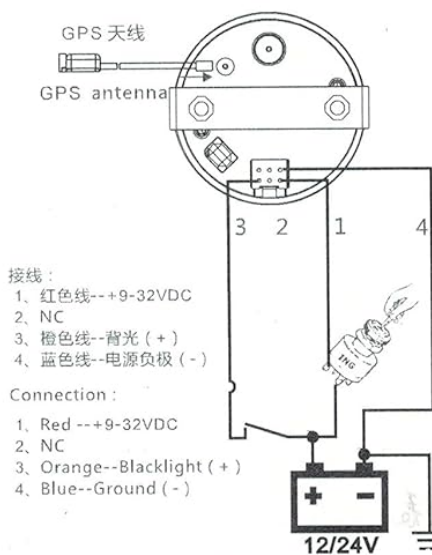 GPS 天线
GPS antenna
3 2 1 4
接线：
1、红色线--+9-32VDC
2、NC
3、橙色线--背光（+）
4、蓝色线--电源负极（-）
ING
Connection：
1、Red --+9-32VDC
2、NC
3、Orange--Blacklight（+）
4、Blue--Ground（-）
+ -
12/24V